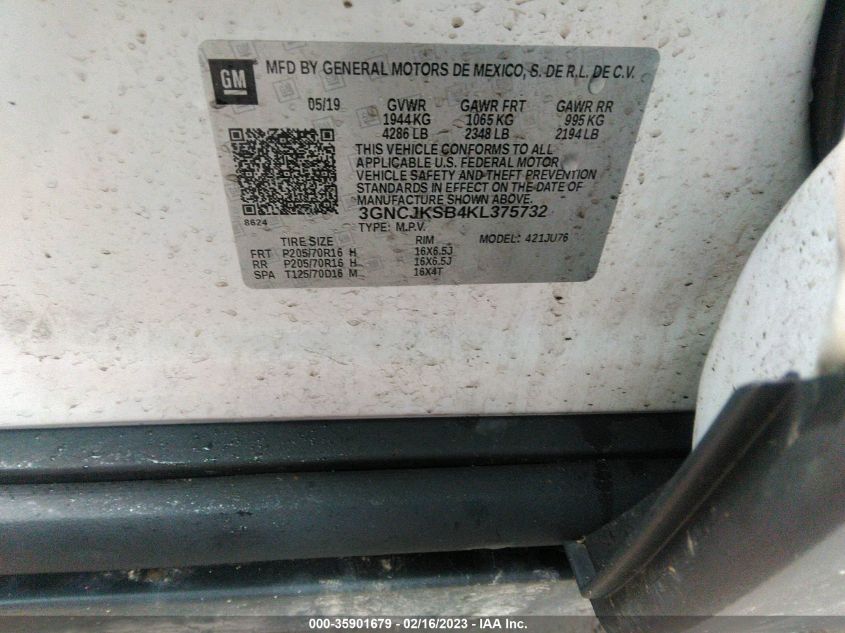 GM
MFD BY GENERAL MOTORS DE MEXICO, S. DE R.L. DE C.V.
05/19 GVWR GAWR FRT GAWR RR
1944 KG 1065 KG 995 KG
4286 LB 2348 LB 2194 LB
THIS VEHICLE CONFORMS TO ALL
APPLICABLE U.S. FEDERAL MOTOR
VEHICLE SAFETY AND THEFT PREVENTION
STANDARDS IN EFFECT ON THE DATE OF
MANUFACTURE SHOWN ABOVE.
3GNCJKSB4KL375732
8624
TYPE: M.P.V. MODEL: 421JU76
TIRE SIZE RIM
FRT P205/70R16 H 16X6.5J
RR P205/70R16 H 16X6.5J
SPA T125/70D16 M 16X4T
000-35901679 - 02/16/2023 - IAA Inc.